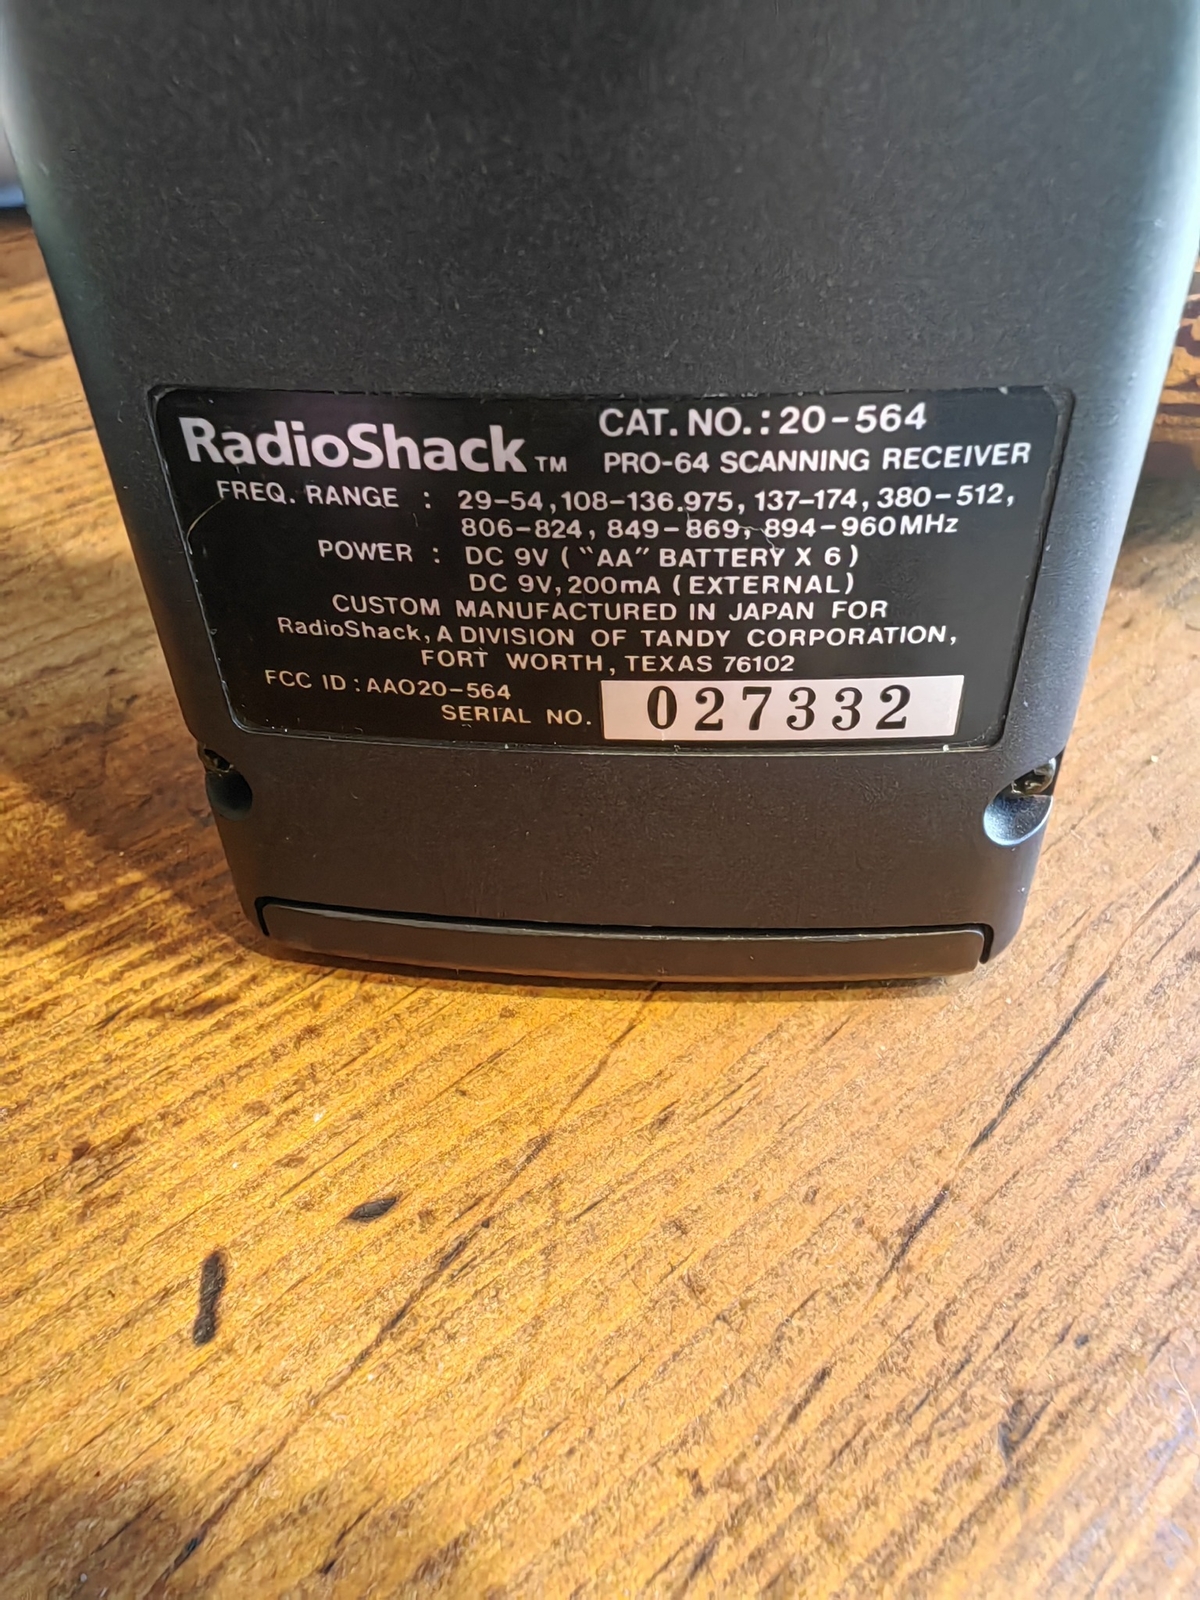 RadioShack TM CAT. NO.: 20-564
PRO-64 SCANNING RECEIVER
FREQ. RANGE : 29-54, 108-136.975, 137-174, 380-512,
806-824, 849-869, 894-960MHz
POWER : DC 9V ("AA" BATTERY X 6)
DC 9V, 200mA (EXTERNAL)
CUSTOM MANUFACTURED IN JAPAN FOR
RadioShack, A DIVISION OF TANDY CORPORATION,
FORT WORTH, TEXAS 76102
FCC ID : AAO20-564
SERIAL NO. 027332